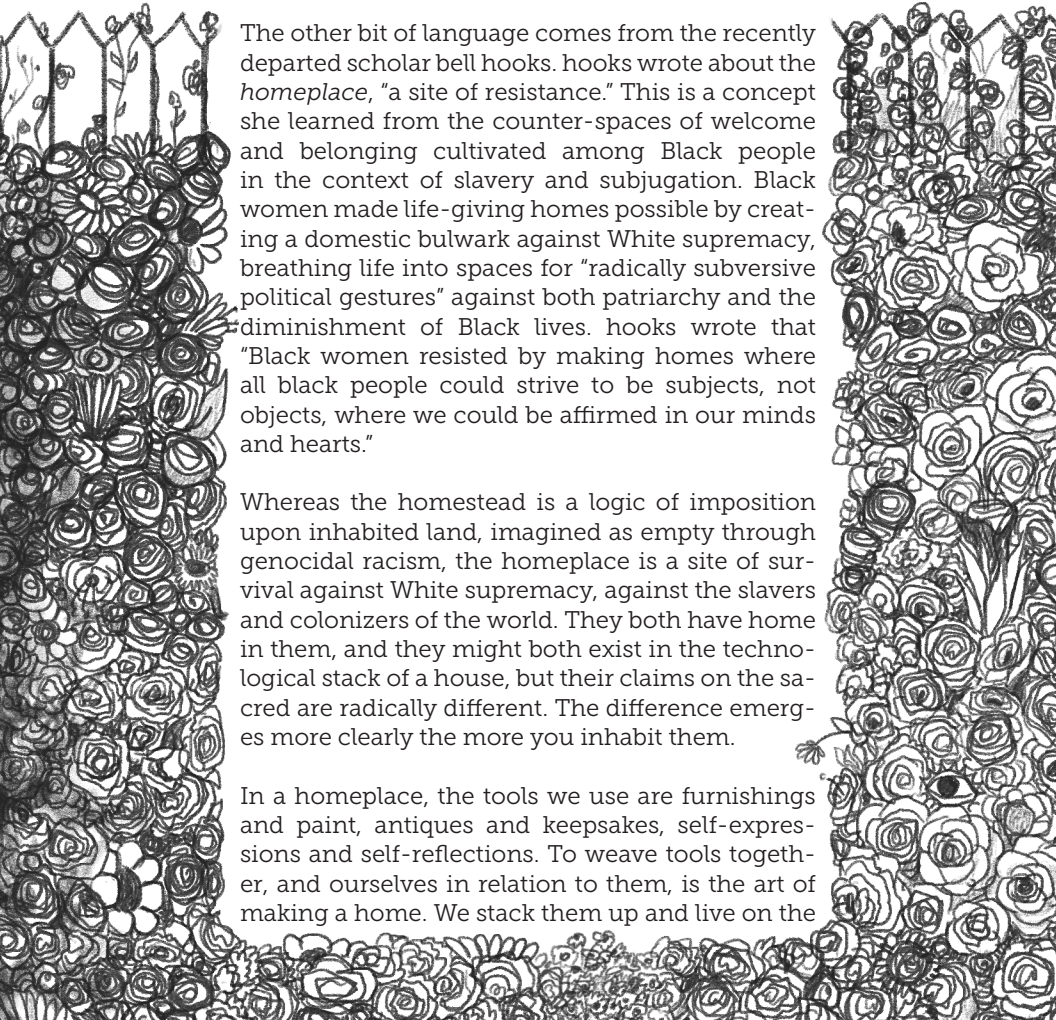 The other bit of language comes from the recently
departed scholar bell hooks. hooks wrote about the
homeplace, “a site of resistance.” This is a concept
she learned from the counter-spaces of welcome
and belonging cultivated among Black people
in the context of slavery and subjugation. Black
women made life-giving homes possible by creat-
ing a domestic bulwark against White supremacy,
breathing life into spaces for “radically subversive
political gestures” against both patriarchy and the
diminishment of Black lives. hooks wrote that
“Black women resisted by making homes where
all black people could strive to be subjects, not
objects, where we could be affirmed in our minds
and hearts.”
Whereas the homestead is a logic of imposition
upon inhabited land, imagined as empty through
genocidal racism, the homeplace is a site of sur-
vival against White supremacy, against the slavers
and colonizers of the world. They both have home
in them, and they might both exist in the techno-
logical stack of a house, but their claims on the sa-
cred are radically different. The difference emerg-
es more clearly the more you inhabit them.
In a homeplace, the tools we use are furnishings
and paint, antiques and keepsakes, self-expres-
sions and self-reflections. To weave tools togeth-
er, and ourselves in relation to them, is the art of
making a home. We stack them up and live on the